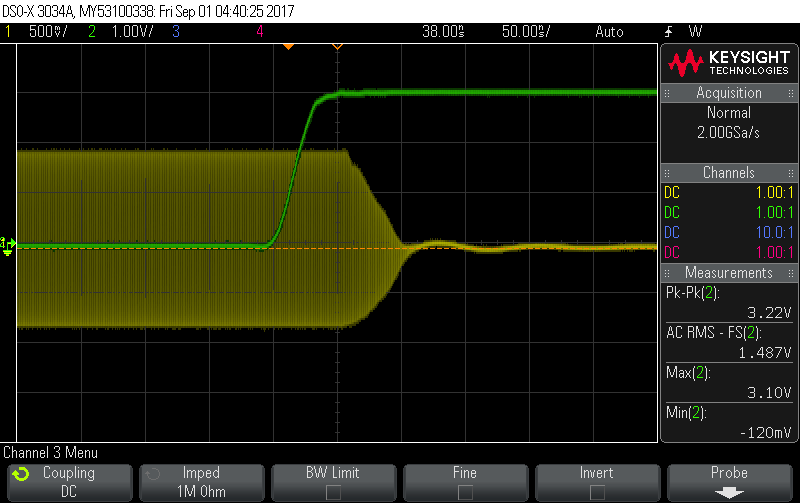 DSO-X 3034A, MY53100338: Fri Sep 01 04:40:25 2017
1 500mV/ 2 1.00V/ 3 4 38.00ns 50.00ns/ Auto W
KEYSIGHT
TECHNOLOGIES
Acquisition
Normal
2.00GSa/s
Channels
DC 1.00:1
DC 1.00:1
DC 10.0:1
DC 1.00:1
Measurements
Pk-Pk(2):
3.22V
AC RMS - FS(2):
1.487V
Max(2):
3.10V
Min(2):
-120mV
Channel 3 Menu
Coupling
DC
Imped
1M Ohm
BW Limit
Fine
Invert
Probe